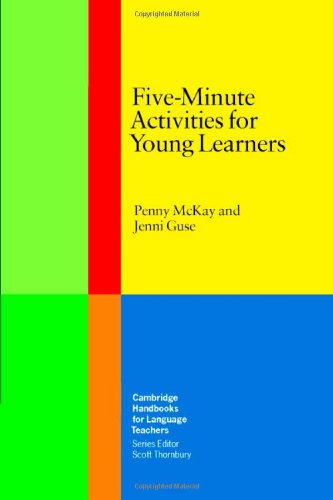 Five-Minute
Activities for
Young Learners
Penny McKay and
Jenni Guse
Cambridge
Handbooks
for Language
Teachers
Series Editor
Scott Thornbury